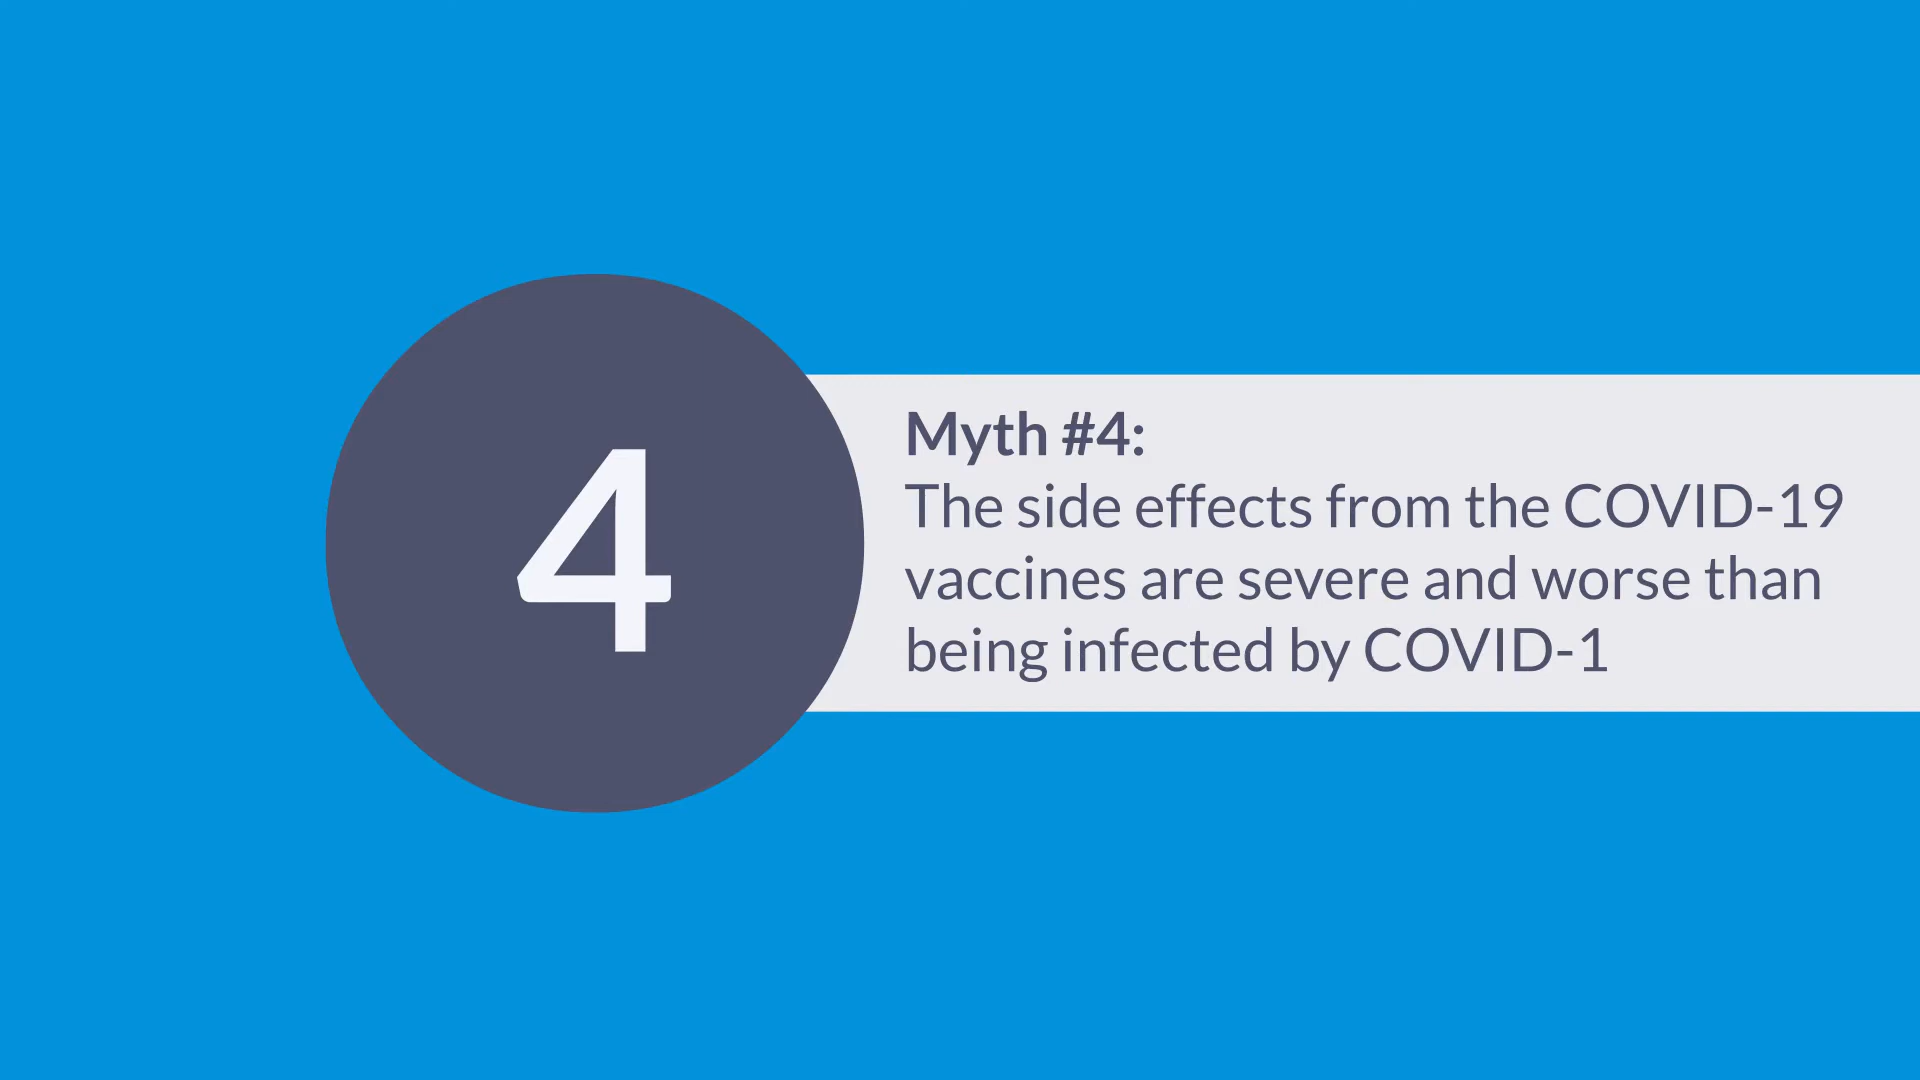 4
Myth #4:
The side effects from the COVID-19
vaccines are severe and worse than
being infected by COVID-1